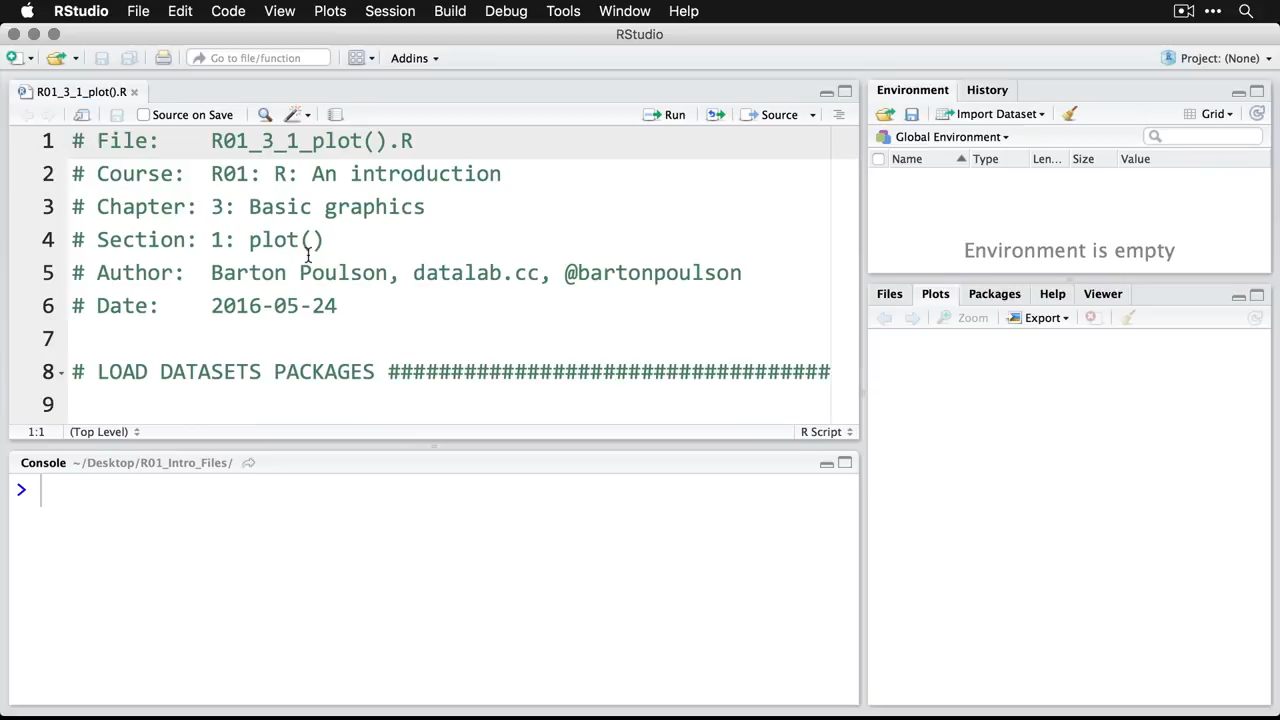 RStudio File Edit Code View Plots Session Build Debug Tools Window Help
RStudio
Go to file/function Addins Project: (None)
R01_3_1_plot().R
Source on Save Run Source
1 # File: R01_3_1_plot().R
2 # Course: R01: R: An introduction
3 # Chapter: 3: Basic graphics
4 # Section: 1: plot()
5 # Author: Barton Poulson, datalab.cc, @bartonpoulson
6 # Date: 2016-05-24
7
8 # LOAD DATASETS PACKAGES ###################################
9
1:1 (Top Level) R Script
Console ~/Desktop/R01_Intro_Files/
>
Environment History
Import Dataset Grid
Global Environment
Name Type Len... Size Value
Environment is empty
Files Plots Packages Help Viewer
Zoom Export